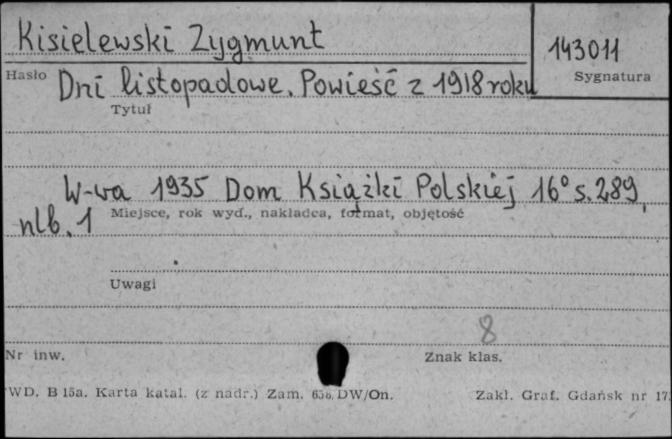 Kisielewski Zygmunt
143011
Hasło
Sygnatura
Dni listopadowe. Powieść z 1918 roku
Tytuł
W-wa 1935 Dom Książki Polskiej 16° s. 289,
nlb. 1
Miejsce, rok wyd., nakładca, format, objętość
Uwagi
8
Nr inw.
Znak klas.
WD. B 15a. Karta katal. (z nadr.) Zam. DW/On.
Zakł. Graf. Gdańsk nr 17